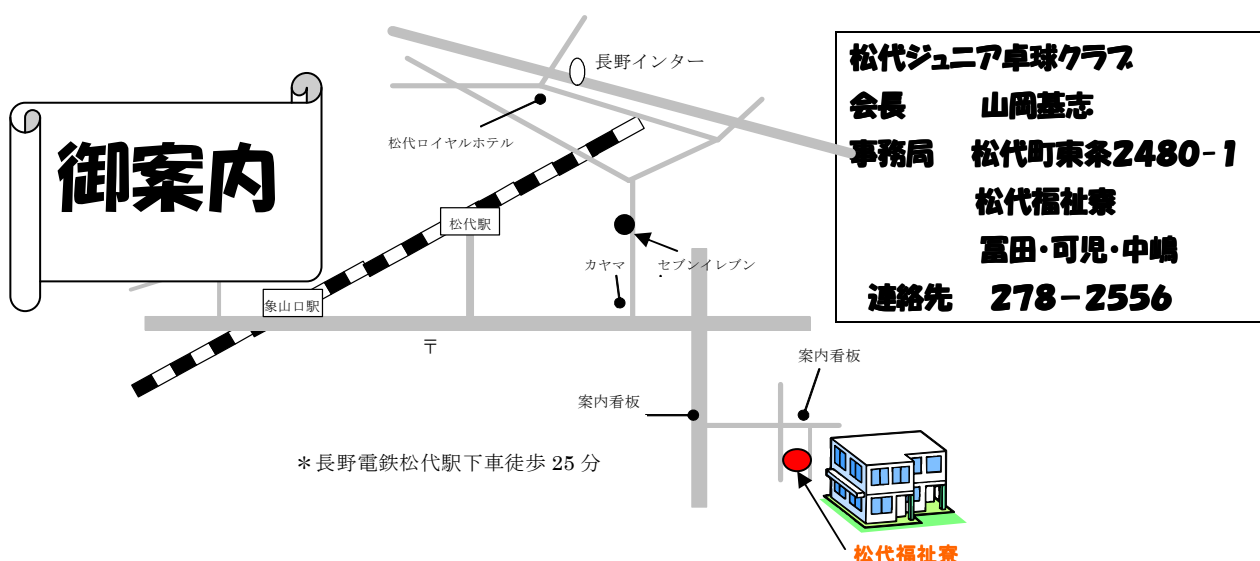 御案内
長野インター
松代ロイヤルホテル
松代駅
カヤマ
セブンイレブン
象山口駅
〒
案内看板
案内看板
＊長野電鉄松代駅下車徒歩 25 分
松代福祉寮
松代ジュニア卓球クラブ
会長 山岡基志
事務局 松代町東条2480-1
松代福祉寮
冨田・可児・中嶋
連絡先 278-2556